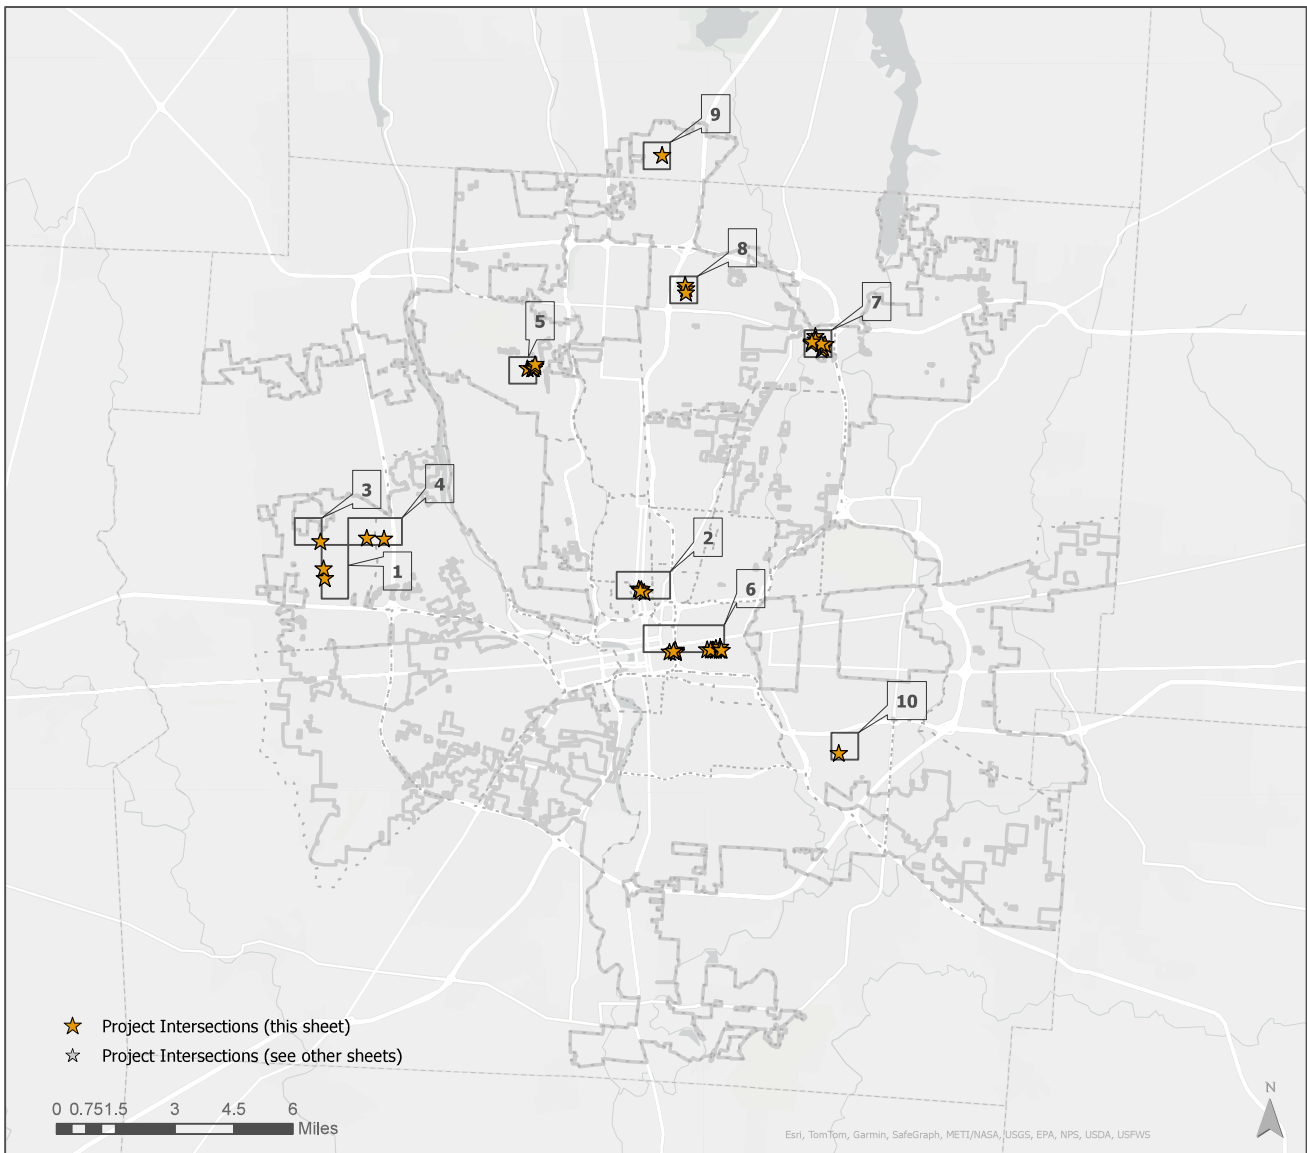 9
8
7
5
3
4
2
1
6
10
Project Intersections (this sheet)
Project Intersections (see other sheets)
0 0.75 1.5 3 4.5 6
Miles
N
Esri, TomTom, Garmin, SafeGraph, METI/NASA, USGS, EPA, NPS, USDA, USFWS